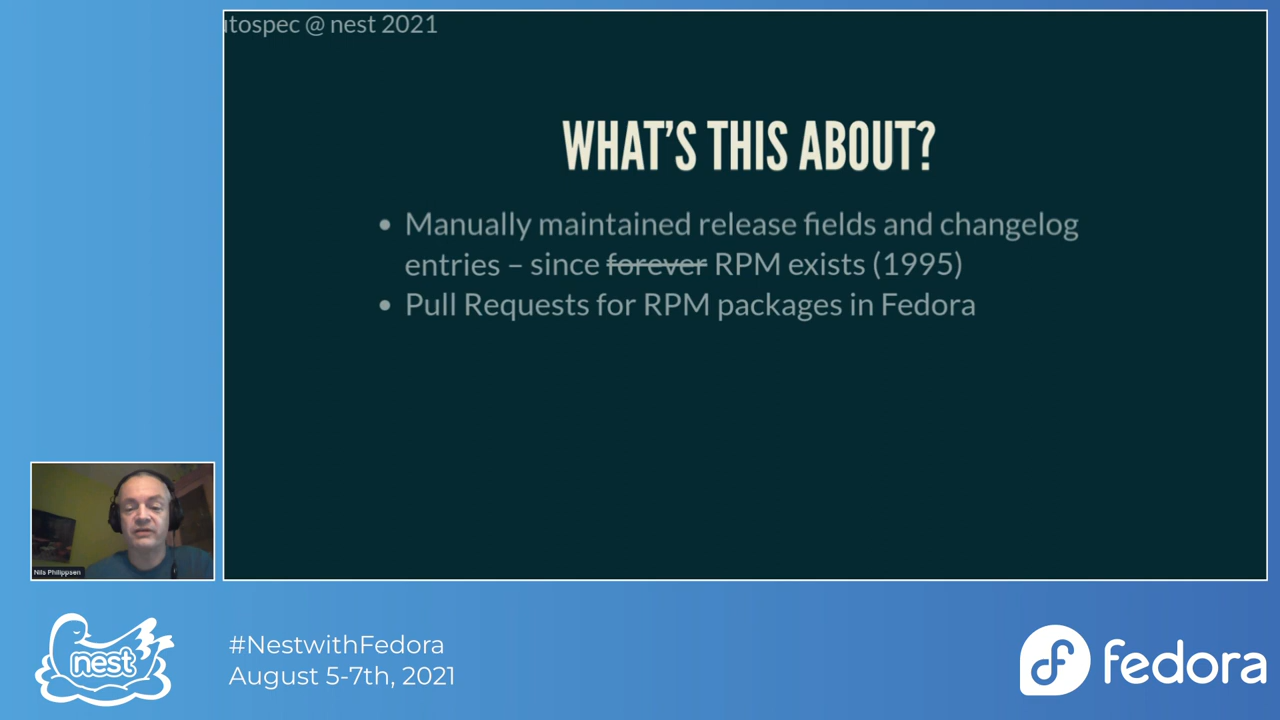 utospec @ nest 2021
WHAT'S THIS ABOUT?
• Manually maintained release fields and changelog
entries – since forever RPM exists (1995)
• Pull Requests for RPM packages in Fedora
Nils Philippsen
nest
#NestwithFedora
August 5-7th, 2021
fedora